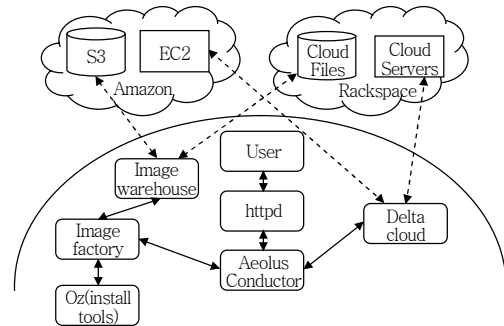 S3
EC2
Amazon
Cloud
Files
Cloud
Servers
Rackspace
User
Image
warehouse
httpd
Delta
cloud
Image
factory
Aeolus
Conductor
Oz(install
tools)